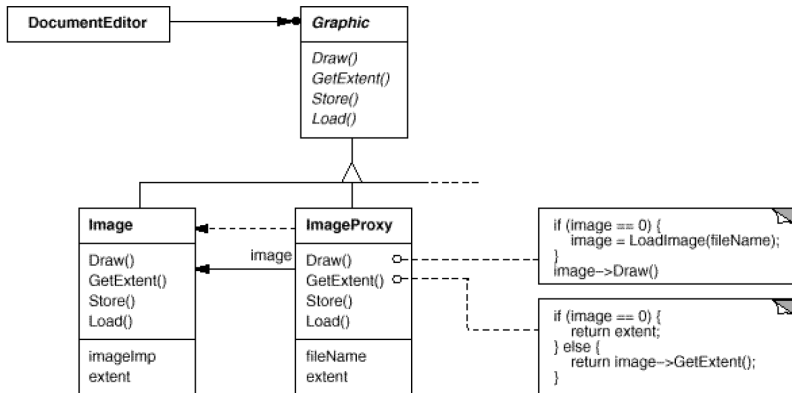 DocumentEditor
Graphic
Draw()
GetExtent()
Store()
Load()
Image
Draw()
GetExtent()
Store()
Load()
imageImp
extent
image
ImageProxy
Draw()
GetExtent()
Store()
Load()
fileName
extent
if (image == 0) {
image = LoadImage(fileName);
}
image->Draw()
if (image == 0) {
return extent;
} else {
return image->GetExtent();
}